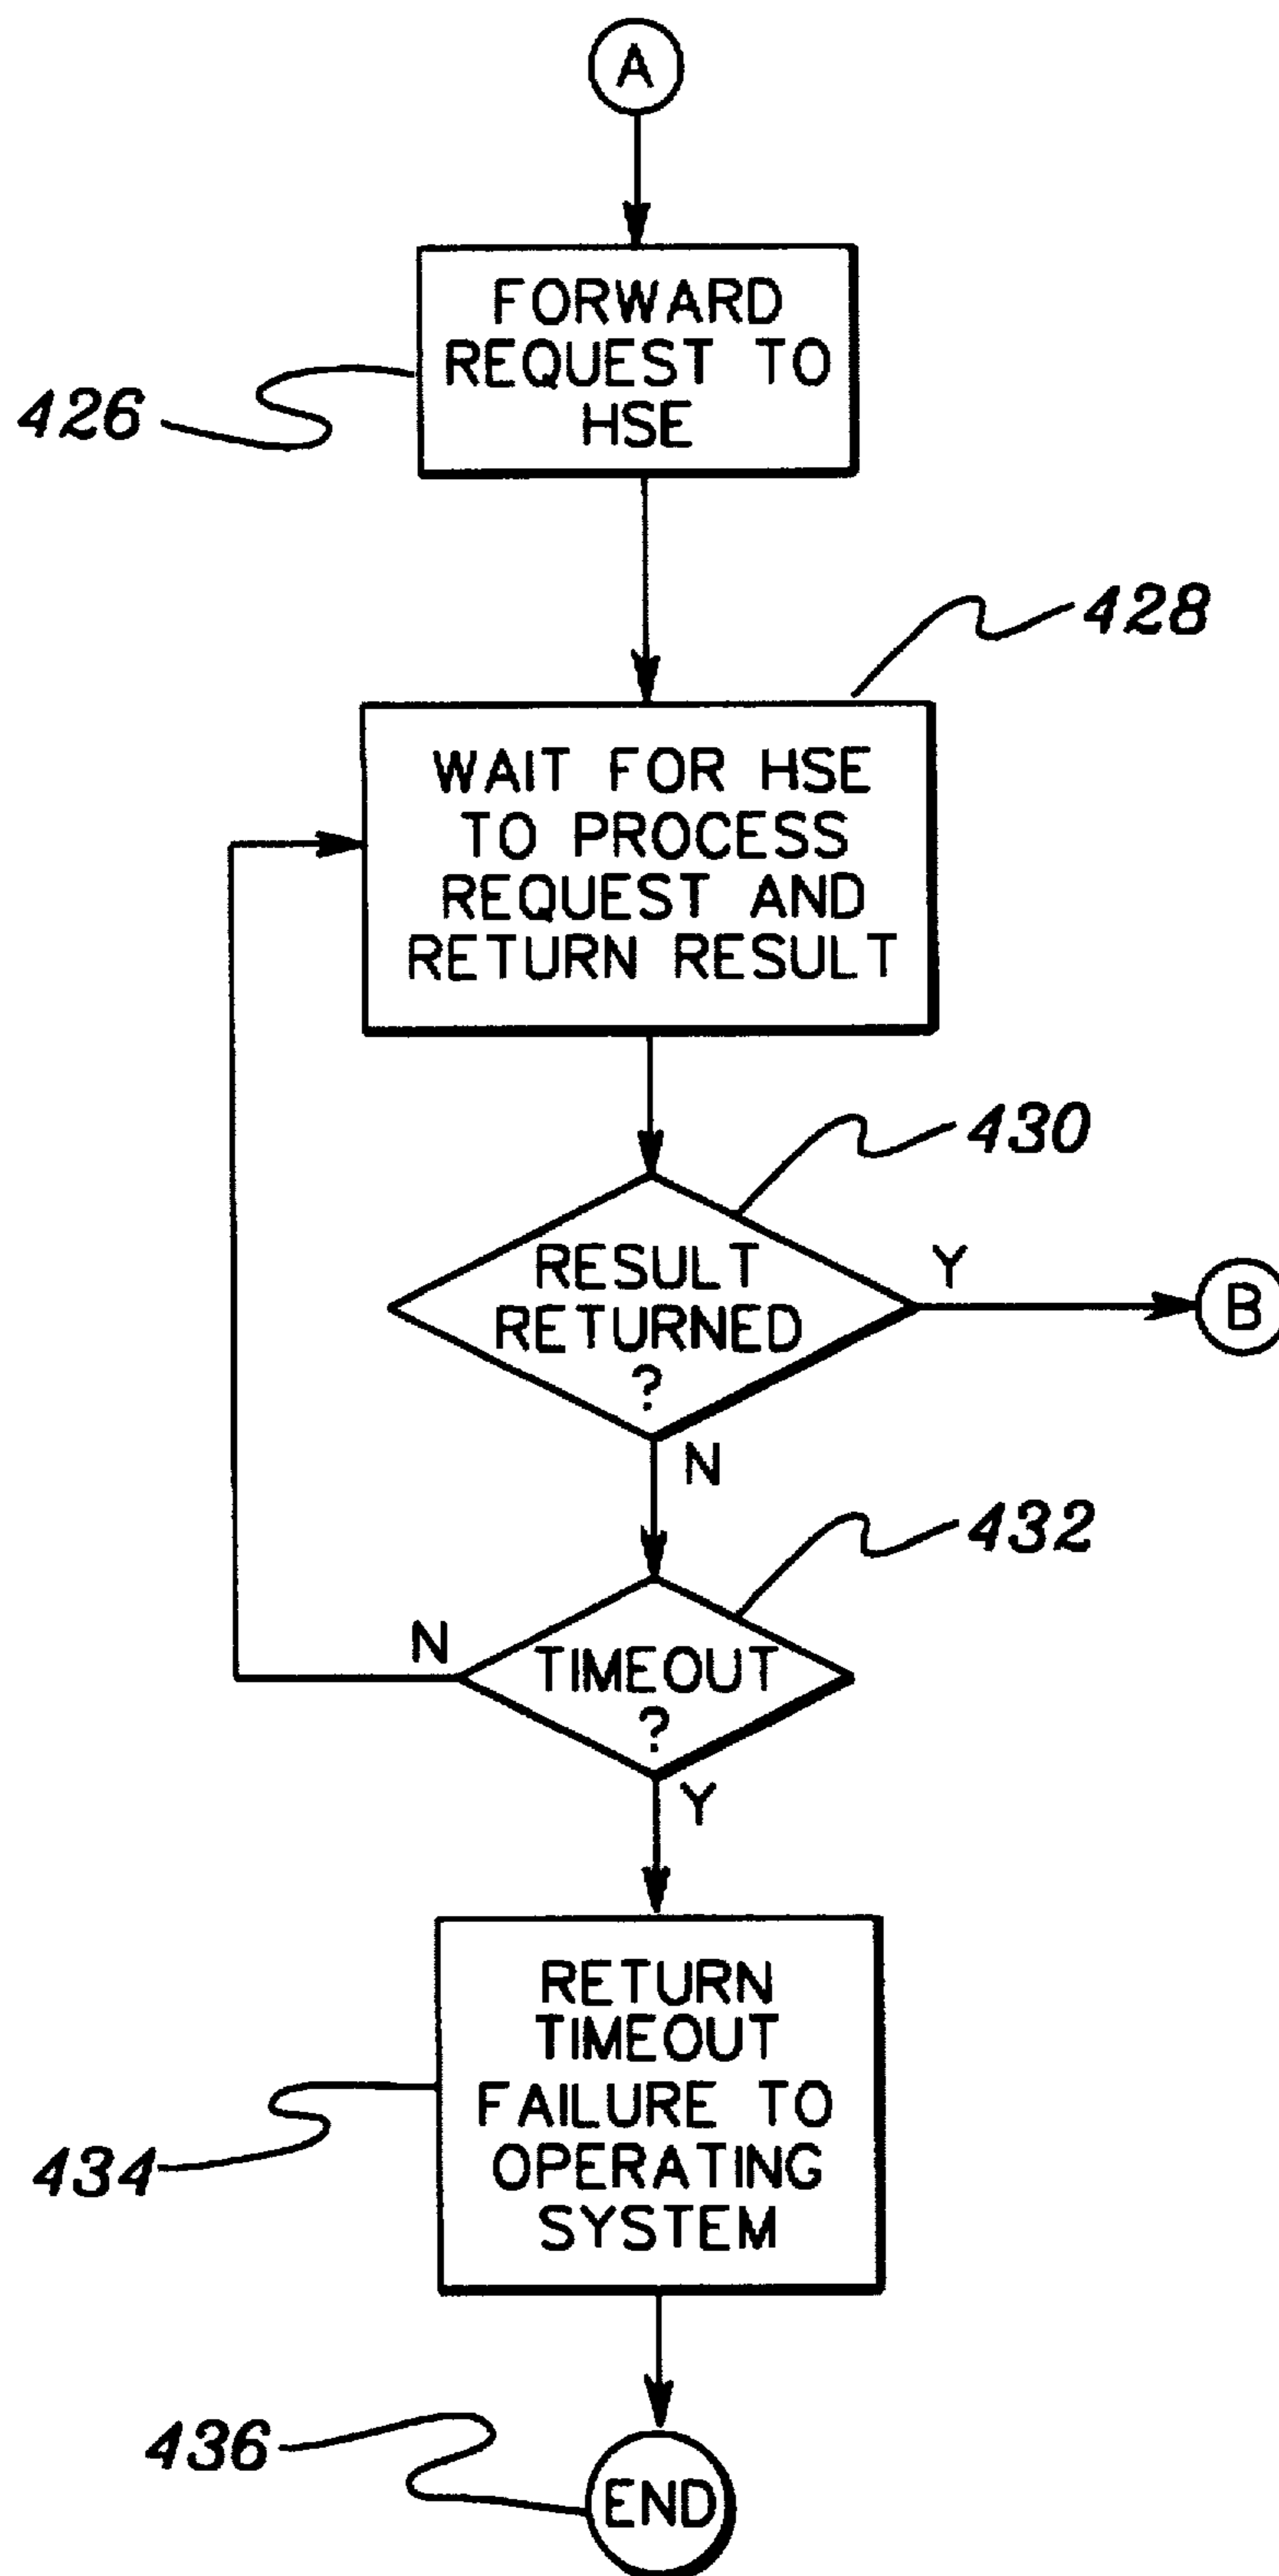 A
FORWARD
REQUEST TO
HSE
426
428
WAIT FOR HSE
TO PROCESS
REQUEST AND
RETURN RESULT
430
RESULT
RETURNED
?
Y
B
N
432
N
TIMEOUT
?
Y
RETURN
TIMEOUT
FAILURE TO
OPERATING
SYSTEM
434
436
END